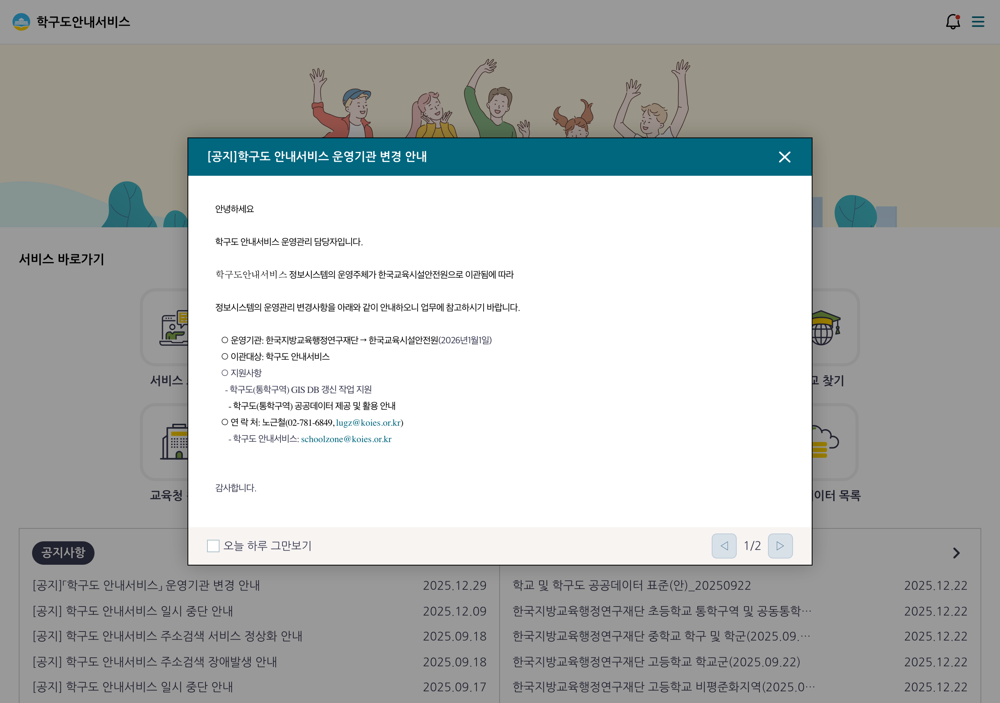 학구도안내서비스
[공지]학구도 안내서비스 운영기관 변경 안내
안녕하세요
학구도 안내서비스 운영관리 담당자입니다.
학구도안내서비스 정보시스템의 운영주체가 한국교육시설안전원으로 이관됨에 따라
정보시스템의 운영관리 변경사항을 아래와 같이 안내하오니 업무에 참고하시기 바랍니다.
○ 운영기관: 한국지방교육행정연구재단 → 한국교육시설안전원(2026년1월1일)
○ 이관대상: 학구도 안내서비스
○ 지원사항
- 학구도(통학구역) GIS DB 갱신 작업 지원
- 학구도(통학구역) 공공데이터 제공 및 활용 안내
○ 연 락 처: 노근철(02-781-6849, lugz@koies.or.kr)
- 학구도 안내서비스: schoolzone@koies.or.kr
감사합니다.
오늘 하루 그만보기
1/2
서비스 바로가기
서비스
찾기
교육청
이터 목록
공지사항
[공지]「학구도 안내서비스」 운영기관 변경 안내 2025.12.29
[공지] 학구도 안내서비스 일시 중단 안내 2025.12.09
[공지] 학구도 안내서비스 주소검색 서비스 정상화 안내 2025.09.18
[공지] 학구도 안내서비스 주소검색 장애발생 안내 2025.09.18
[공지] 학구도 안내서비스 일시 중단 안내 2025.09.17
학교 및 학구도 공공데이터 표준(안)_20250922 2025.12.22
한국지방교육행정연구재단 초등학교 통학구역 및 공동통학… 2025.12.22
한국지방교육행정연구재단 중학교 학구 및 학군(2025.09.… 2025.12.22
한국지방교육행정연구재단 고등학교 학교군(2025.09.22) 2025.12.22
한국지방교육행정연구재단 고등학교 비평준화지역(2025.0… 2025.12.22